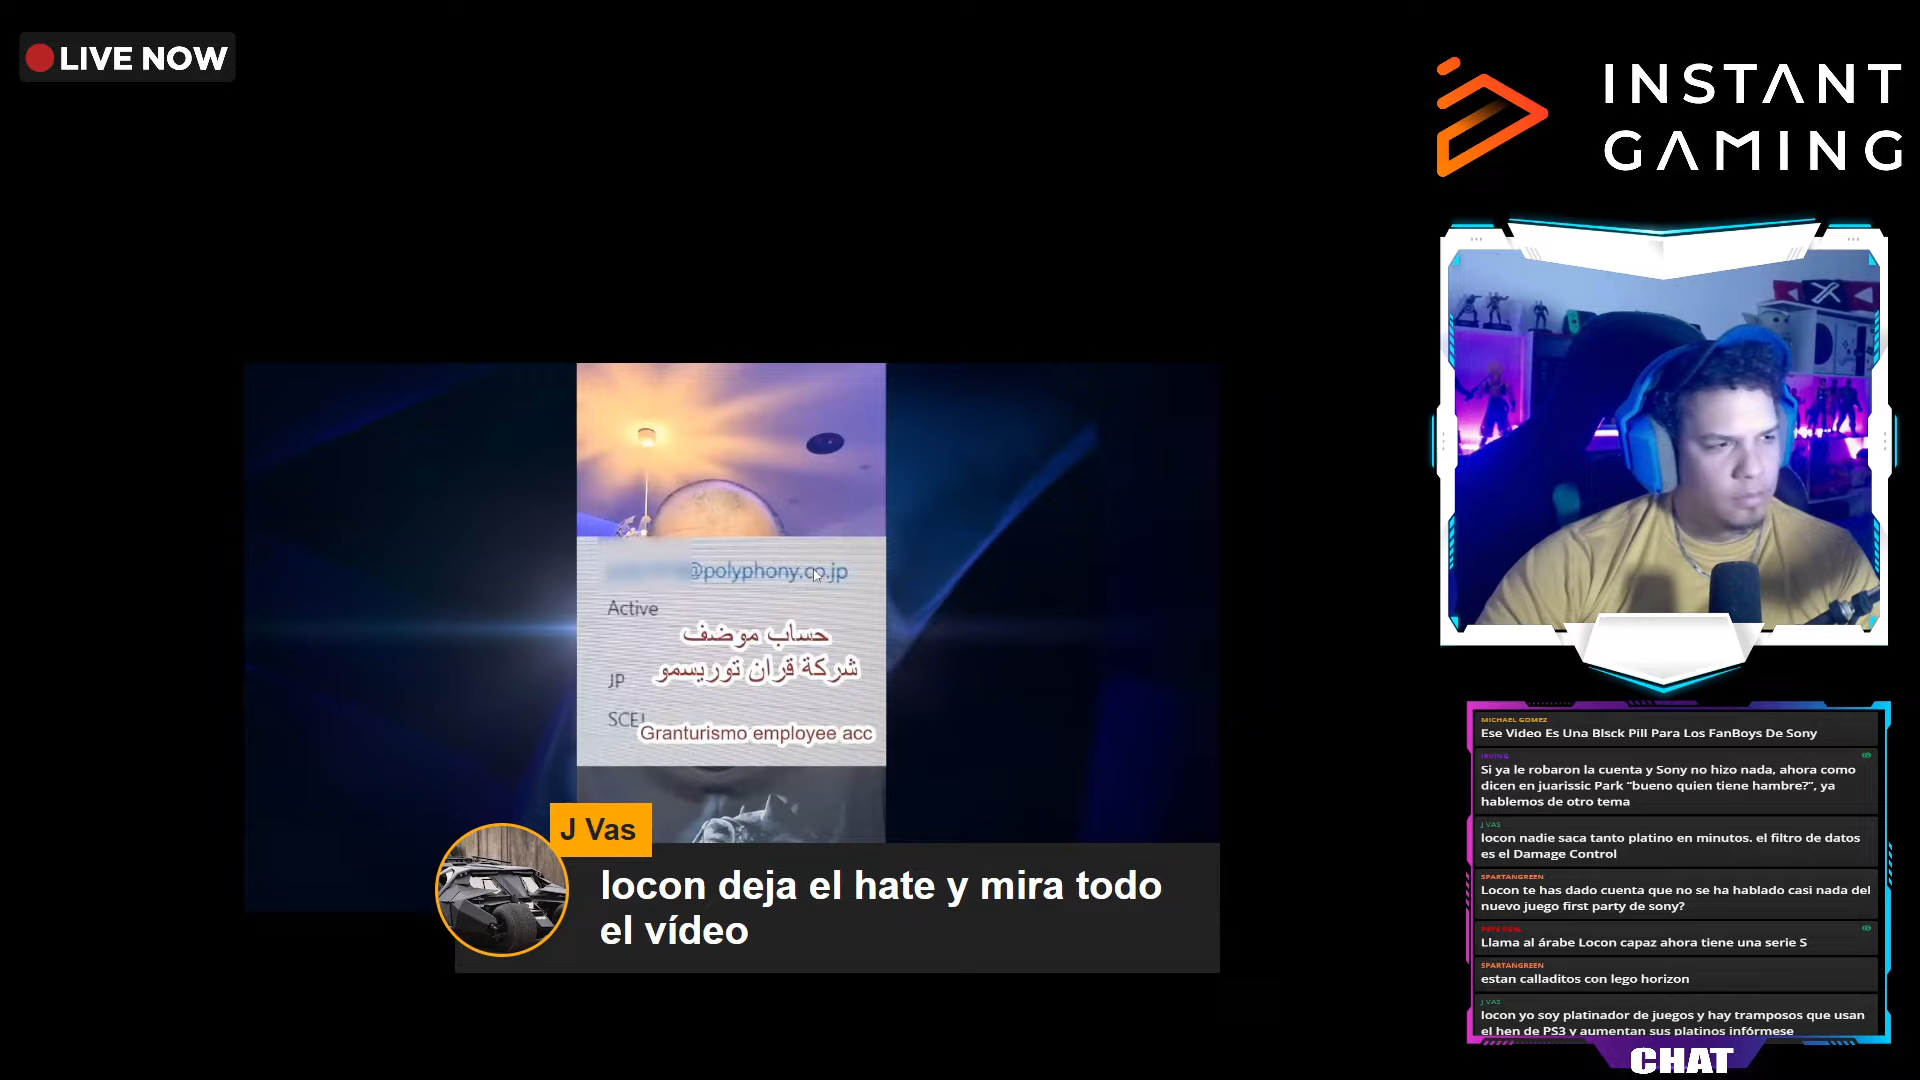 LIVE NOW
INSTANT
GAMING
@polyphony.co.jp
Active
حساب موضف
شركة قران توريسمو
JP
SCEI
Granturismo employee acc
J Vas
locon deja el hate y mira todo
el vídeo
MICHAEL GOMEZ
Ese Video Es Una Blsck Pill Para Los FanBoys De Sony
IRVING
Si ya le robaron la cuenta y Sony no hizo nada, ahora como
dicen en juarissic Park “bueno quien tiene hambre?”, ya
hablemos de otro tema
J VAS
locon nadie saca tanto platino en minutos. el filtro de datos
es el Damage Control
SPARTANGREEN
Locon te has dado cuenta que no se ha hablado casi nada del
nuevo juego first party de sony?
Llama al árabe Locon capaz ahora tiene una serie S
SPARTANGREEN
estan calladitos con lego horizon
J VAS
locon yo soy platinador de juegos y hay tramposos que usan
el hen de PS3 y aumentan sus platinos infórmese
CHAT